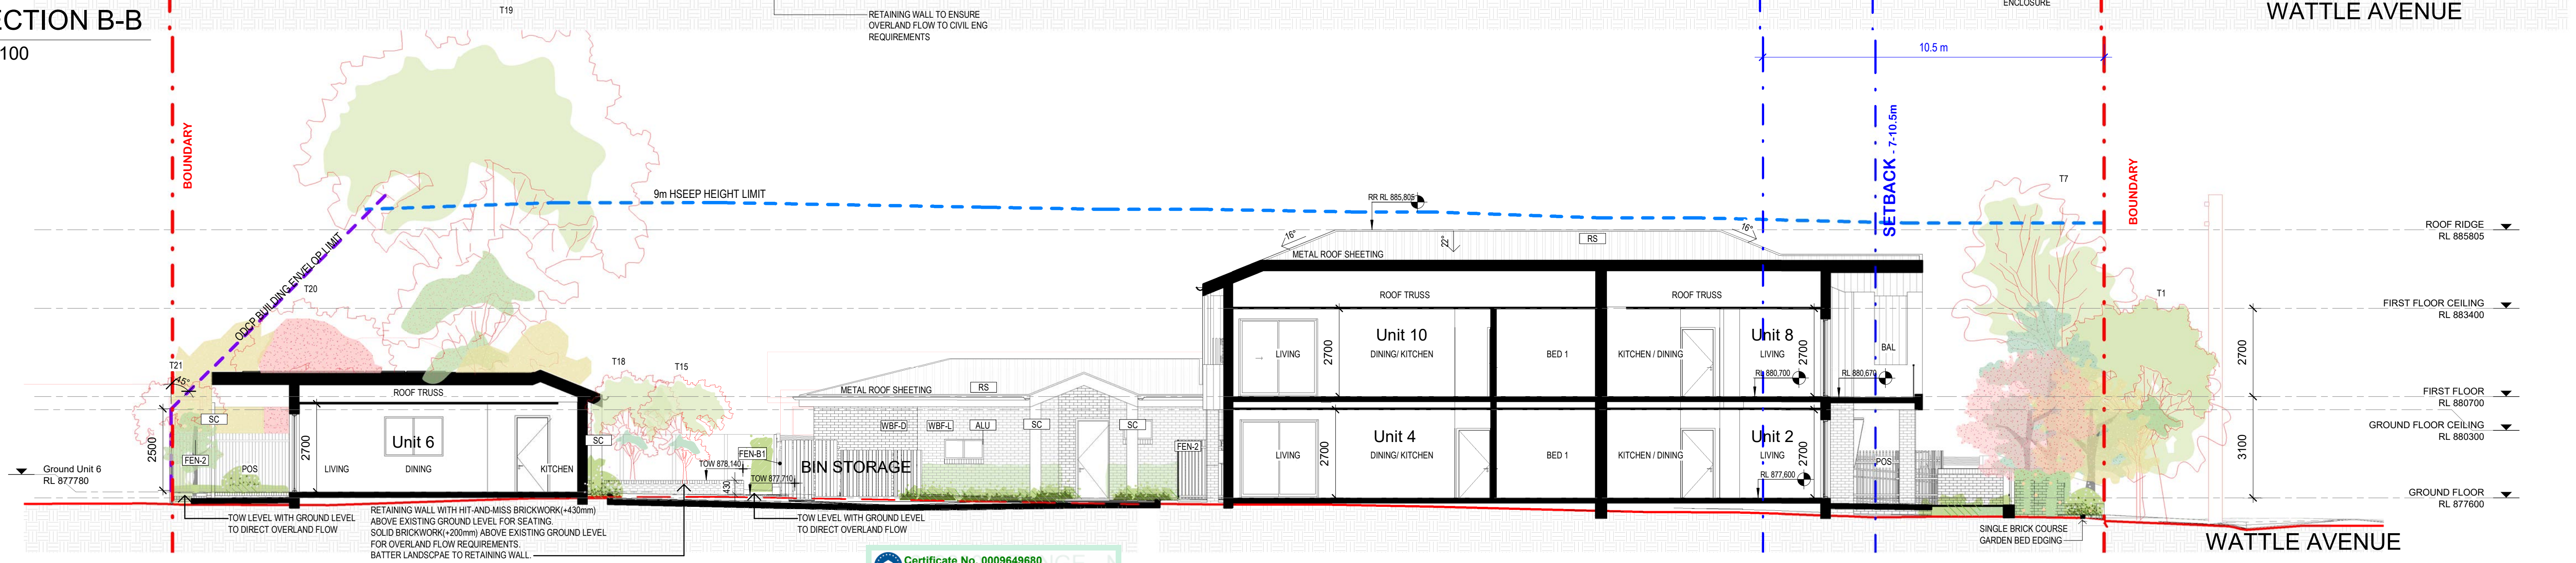 ECTION B-B
100
T19
RETAINING WALL TO ENSURE
OVERLAND FLOW TO CIVIL ENG
REQUIREMENTS
ENCLOSURE
WATTLE AVENUE
10.5 m
BOUNDARY
9m HSEEP HEIGHT LIMIT
RR RL 885,805
SETBACK - 7-10.5m
T7
BOUNDARY
ROOF RIDGE
RL 885805
16°
22°
RS
16°
METAL ROOF SHEETING
ODCP BUILDING ENVELOP LIMIT
T20
ROOF TRUSS
ROOF TRUSS
T1
FIRST FLOOR CEILING
RL 883400
Unit 10
Unit 8
LIVING
2700
DINING/ KITCHEN
BED 1
KITCHEN / DINING
LIVING
2700
BAL
2700
T21
45°
T18
T15
RL 880,700
RL 880,670
ROOF TRUSS
METAL ROOF SHEETING
RS
FIRST FLOOR
RL 880700
SC
WBF-D
WBF-L
ALU
SC
SC
GROUND FLOOR CEILING
RL 880300
2500
2700
Unit 6
SC
FEN-2
Unit 4
Unit 2
FEN-2
POS
LIVING
DINING
KITCHEN
FEN-B1
TOW 878,140
BIN STORAGE
LIVING
2700
DINING/ KITCHEN
BED 1
KITCHEN / DINING
LIVING
2700
POS
3100
Ground Unit 6
RL 877780
430
TOW 877,710
RL 877,600
GROUND FLOOR
RL 877600
TOW LEVEL WITH GROUND LEVEL
TO DIRECT OVERLAND FLOW
RETAINING WALL WITH HIT-AND-MISS BRICKWORK(+430mm)
ABOVE EXISTING GROUND LEVEL FOR SEATING.
SOLID BRICKWORK(+200mm) ABOVE EXISTING GROUND LEVEL
FOR OVERLAND FLOW REQUIREMENTS.
BATTER LANDSCPAE TO RETAINING WALL.
TOW LEVEL WITH GROUND LEVEL
TO DIRECT OVERLAND FLOW
SINGLE BRICK COURSE
GARDEN BED EDGING
WATTLE AVENUE
Certificate No. 0009649680